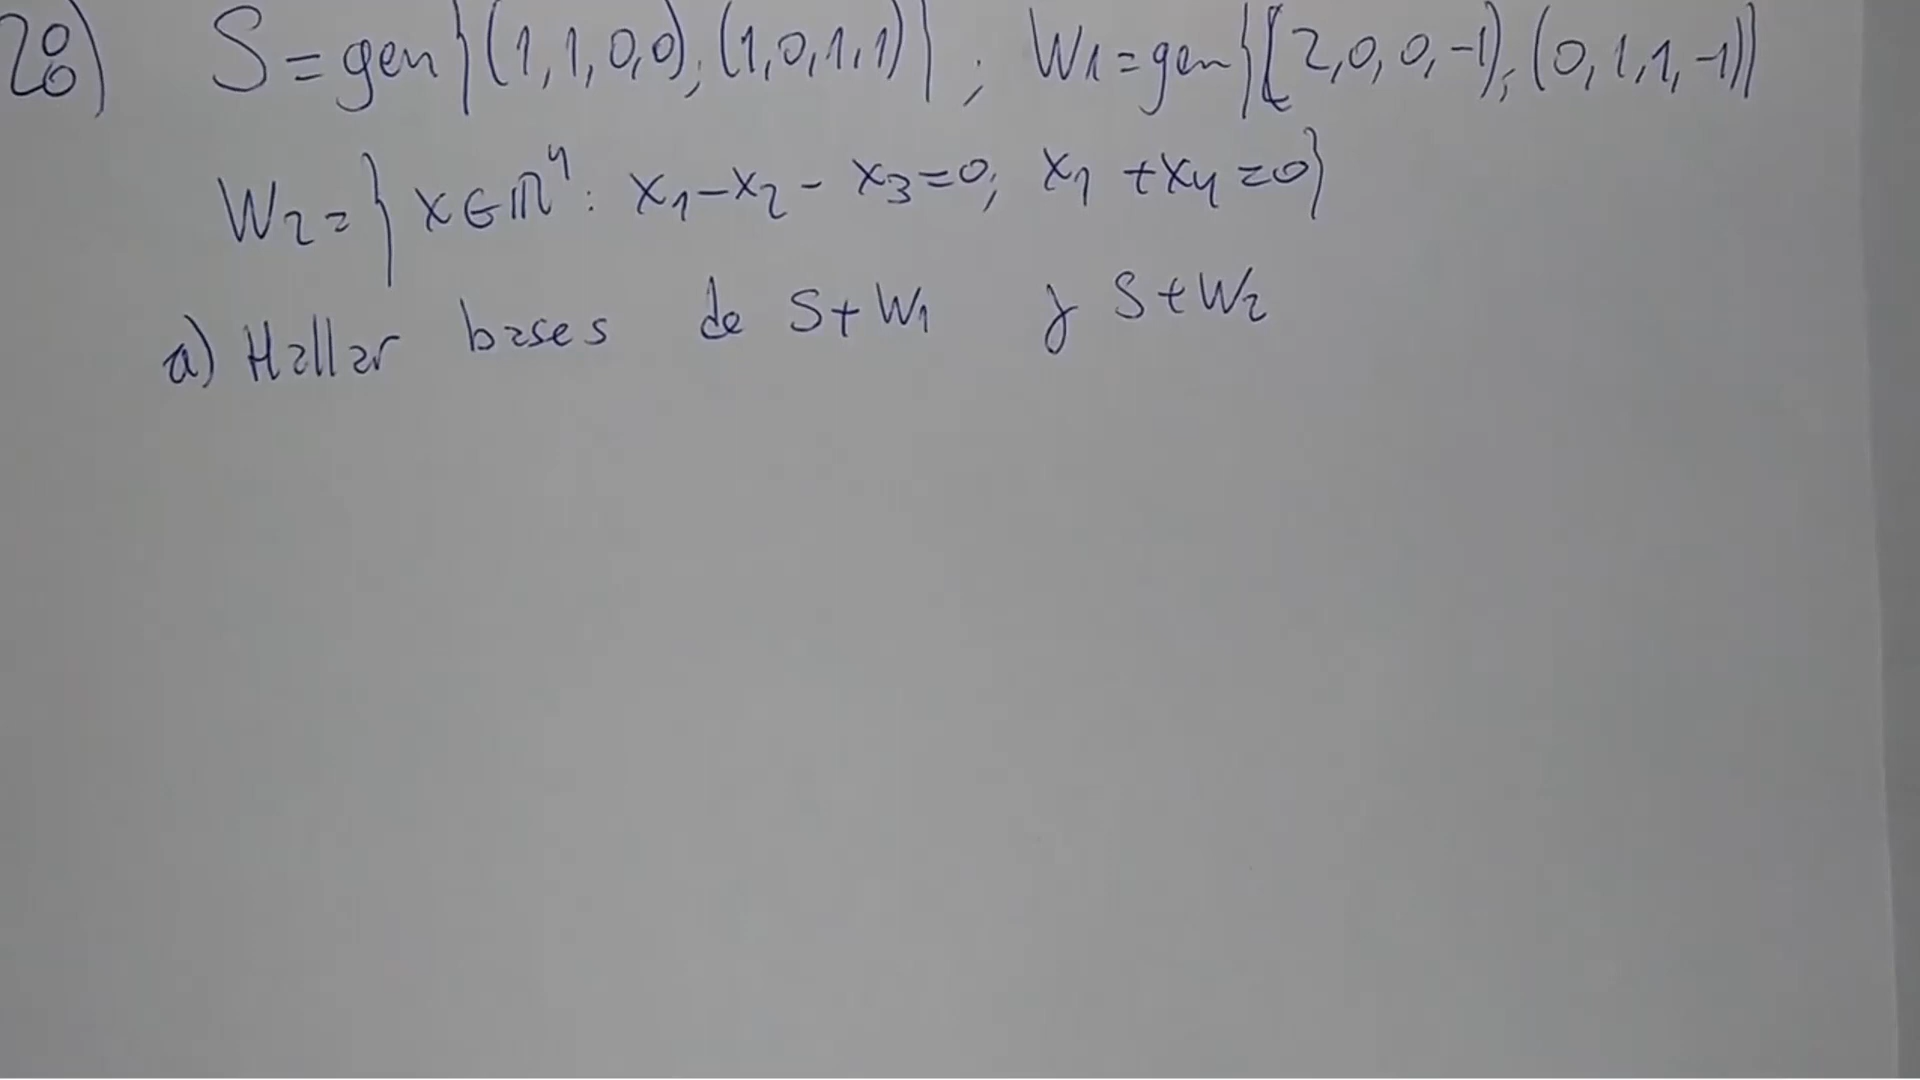 20) S = gen {(1,1,0,0); (1,0,1,1)} ; W1 = gen {(2,0,0,-1); (0,1,1,-1)}
W2 = {x ∈ ℝ⁴ : x₁ - x₂ - x₃ = 0; x₁ + x₄ = 0}
a) Hallar bases de S + W1 y S + W2